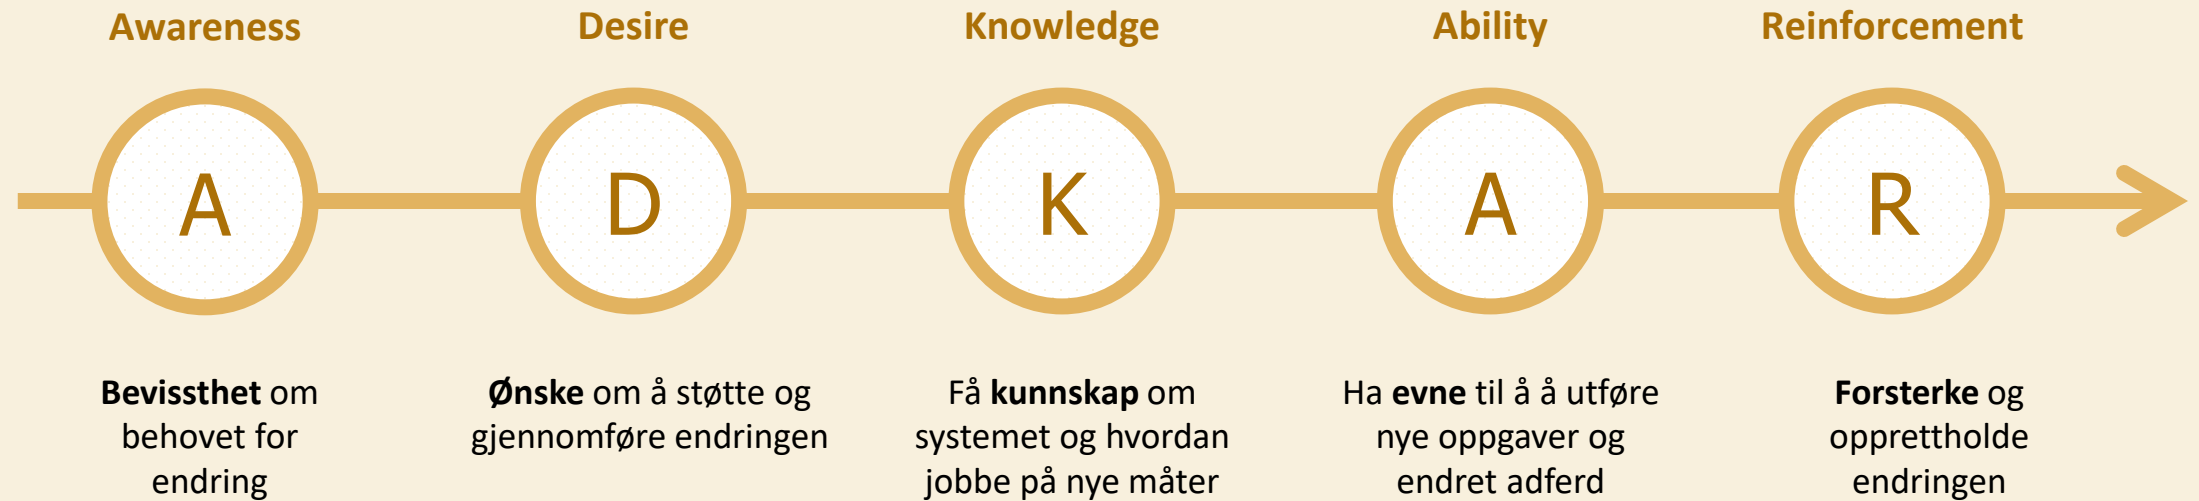 Awareness
Desire
Knowledge
Ability
Reinforcement
A
D
K
A
R
Bevissthet om
behovet for
endring
Ønske om å støtte og
gjennomføre endringen
Få kunnskap om
systemet og hvordan
jobbe på nye måter
Ha evne til å å utføre
nye oppgaver og
endret adferd
Forsterke og
opprettholde
endringen